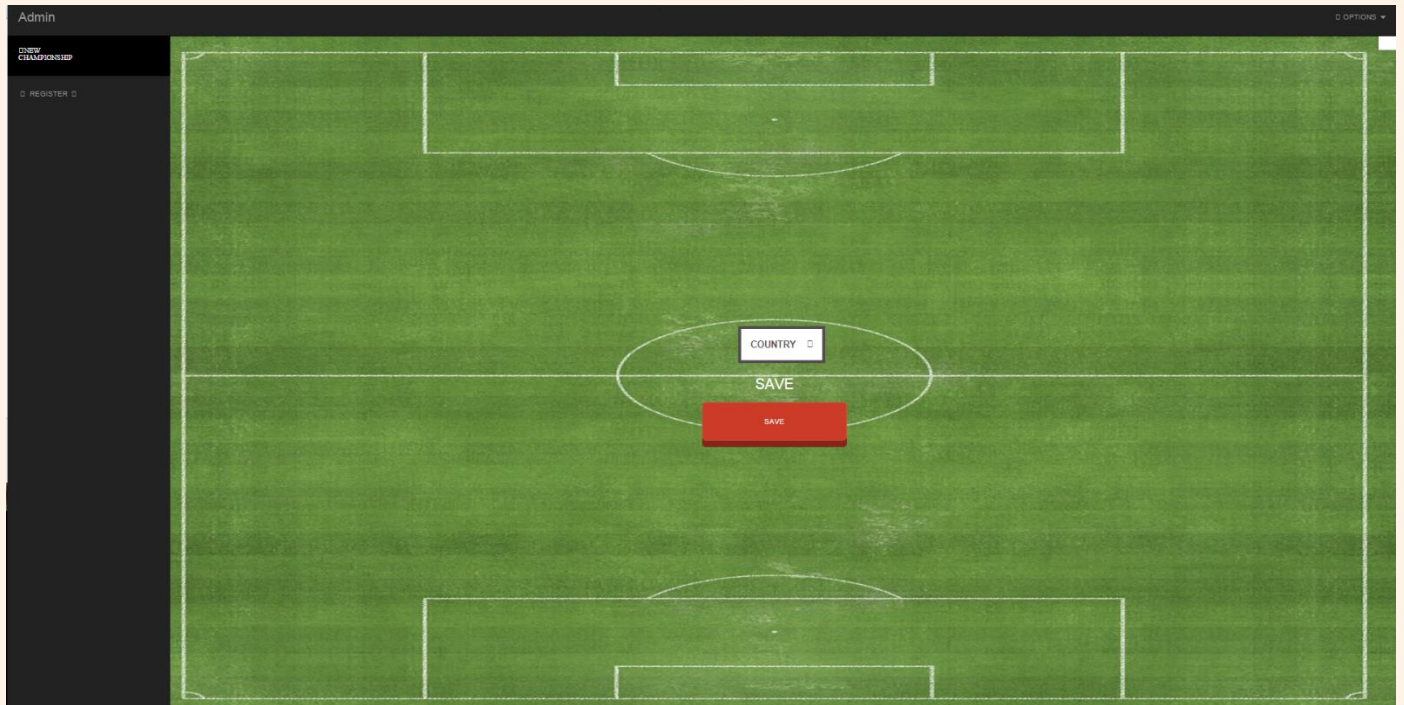 Admin
OPTIONS
NEW
CHAMPIONSHIP
REGISTER
COUNTRY
SAVE
SAVE